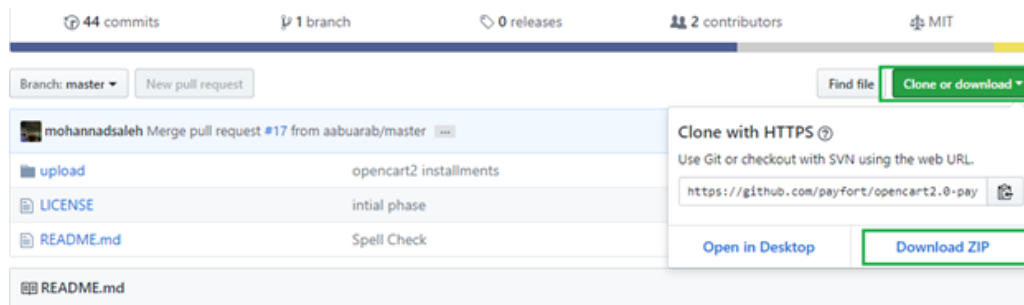 44 commits 1 branch 0 releases 2 contributors MIT
Branch: master New pull request Find file Clone or download
mohannadsaleh Merge pull request #17 from aabuarab/master ...
Clone with HTTPS ?
Use Git or checkout with SVN using the web URL.
upload opencart2 installments
https://github.com/payfort/opencart2.0-pay
LICENSE intial phase
README.md Spell Check
Open in Desktop Download ZIP
README.md